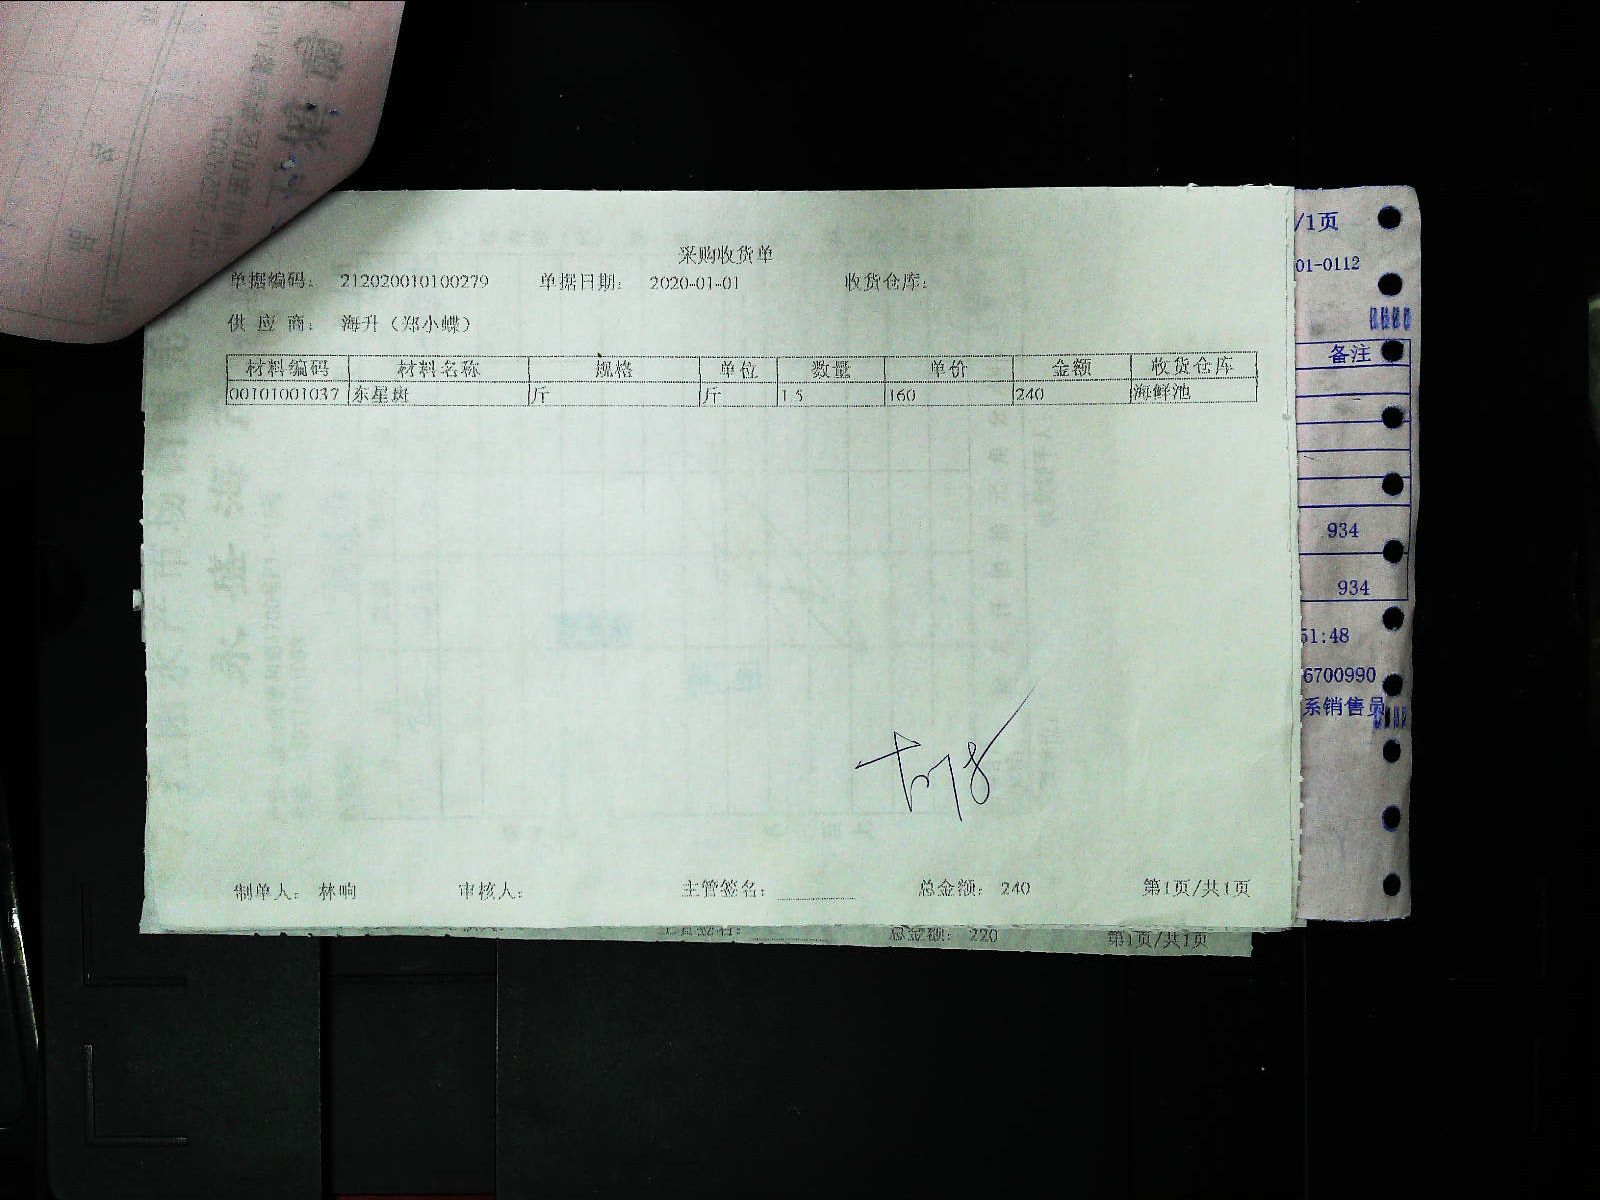 采购收货单
单据编码： 212020010100279 单据日期： 2020-01-01 收货仓库：
供 应 商： 海升（郑小蝶）
材料编码 材料名称 规格 单位 数量 单价 金额 收货仓库
00101001037 东星斑 斤 斤 1.5 160 240 海鲜池
制单人： 林响 审核人： 主管签名： 总金额： 240 第1页/共1页
主管签名： 总金额： 220 第1页/共1页
/1页
01-0112
备注
934
934
51:48
6700990
系销售员